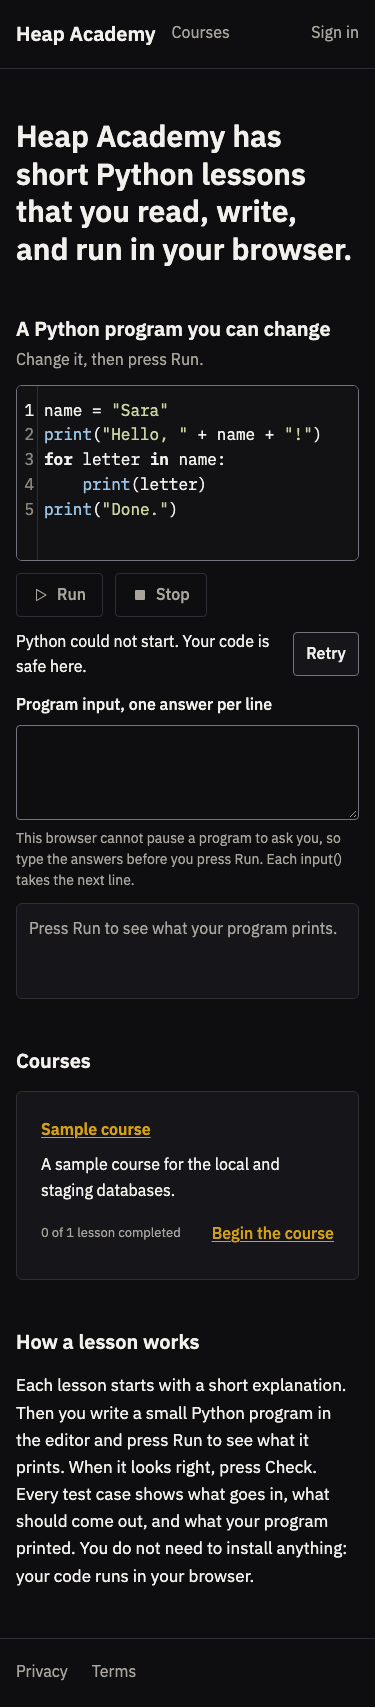 Heap Academy Courses Sign in
Heap Academy has
short Python lessons
that you read, write,
and run in your browser.
A Python program you can change
Change it, then press Run.
1 name = "Sara"
2 print("Hello, " + name + "!")
3 for letter in name:
4     print(letter)
5 print("Done.")
Run Stop
Python could not start. Your code is
safe here.
Retry
Program input, one answer per line
This browser cannot pause a program to ask you, so
type the answers before you press Run. Each input()
takes the next line.
Press Run to see what your program prints.
Courses
Sample course
A sample course for the local and
staging databases.
0 of 1 lesson completed Begin the course
How a lesson works
Each lesson starts with a short explanation.
Then you write a small Python program in
the editor and press Run to see what it
prints. When it looks right, press Check.
Every test case shows what goes in, what
should come out, and what your program
printed. You do not need to install anything:
your code runs in your browser.
Privacy Terms